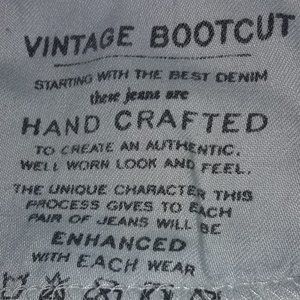 VINTAGE BOOTCUT
STARTING WITH THE BEST DENIM
these jeans are
HAND CRAFTED
TO CREATE AN AUTHENTIC,
WELL WORN LOOK AND FEEL.
THE UNIQUE CHARACTER THIS
PROCESS GIVES TO EACH
PAIR OF JEANS WILL BE
ENHANCED
WITH EACH WEAR